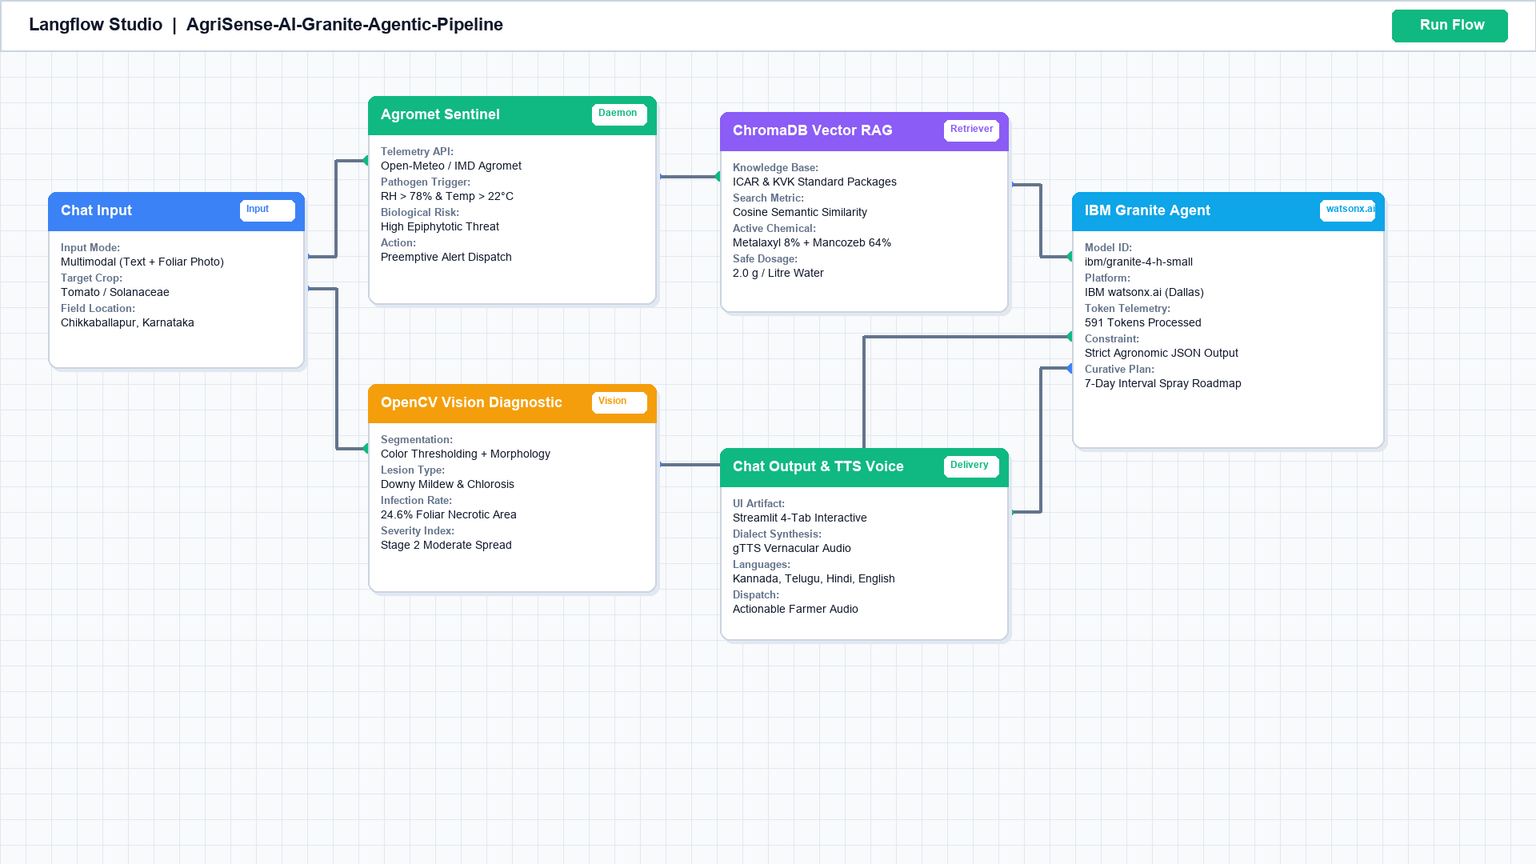 Langflow Studio | AgriSense-AI-Granite-Agentic-Pipeline
Run Flow
Chat Input
Input
Input Mode:
Multimodal (Text + Foliar Photo)
Target Crop:
Tomato / Solanaceae
Field Location:
Chikkaballapur, Karnataka
Agromet Sentinel
Daemon
Telemetry API:
Open-Meteo / IMD Agromet
Pathogen Trigger:
RH > 78% & Temp > 22°C
Biological Risk:
High Epiphytotic Threat
Action:
Preemptive Alert Dispatch
OpenCV Vision Diagnostic
Vision
Segmentation:
Color Thresholding + Morphology
Lesion Type:
Downy Mildew & Chlorosis
Infection Rate:
24.6% Foliar Necrotic Area
Severity Index:
Stage 2 Moderate Spread
ChromaDB Vector RAG
Retriever
Knowledge Base:
ICAR & KVK Standard Packages
Search Metric:
Cosine Semantic Similarity
Active Chemical:
Metalaxyl 8% + Mancozeb 64%
Safe Dosage:
2.0 g / Litre Water
Chat Output & TTS Voice
Delivery
UI Artifact:
Streamlit 4-Tab Interactive
Dialect Synthesis:
gTTS Vernacular Audio
Languages:
Kannada, Telugu, Hindi, English
Dispatch:
Actionable Farmer Audio
IBM Granite Agent
watsonx.ai
Model ID:
ibm/granite-4-h-small
Platform:
IBM watsonx.ai (Dallas)
Token Telemetry:
591 Tokens Processed
Constraint:
Strict Agronomic JSON Output
Curative Plan:
7-Day Interval Spray Roadmap